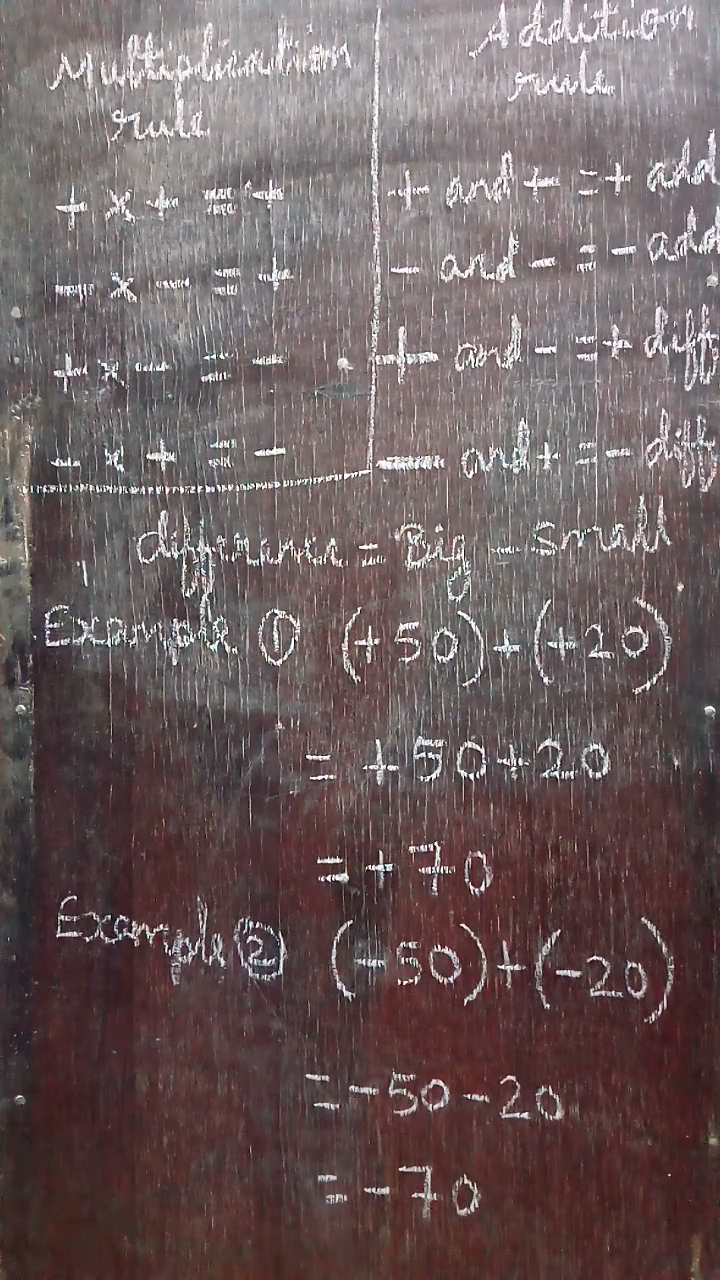 Multiplication
rule
+ x + = +
- x - = +
+ x - = -
- x + = -
Addition
rule
+ and + = + add
- and - = - add
+ and - = + diff
- and + = - diff
difference = Big - small
Example ① (+50)+(+20)
= +50+20
= +70
Example ② (-50)+(-20)
= -50-20
= -70